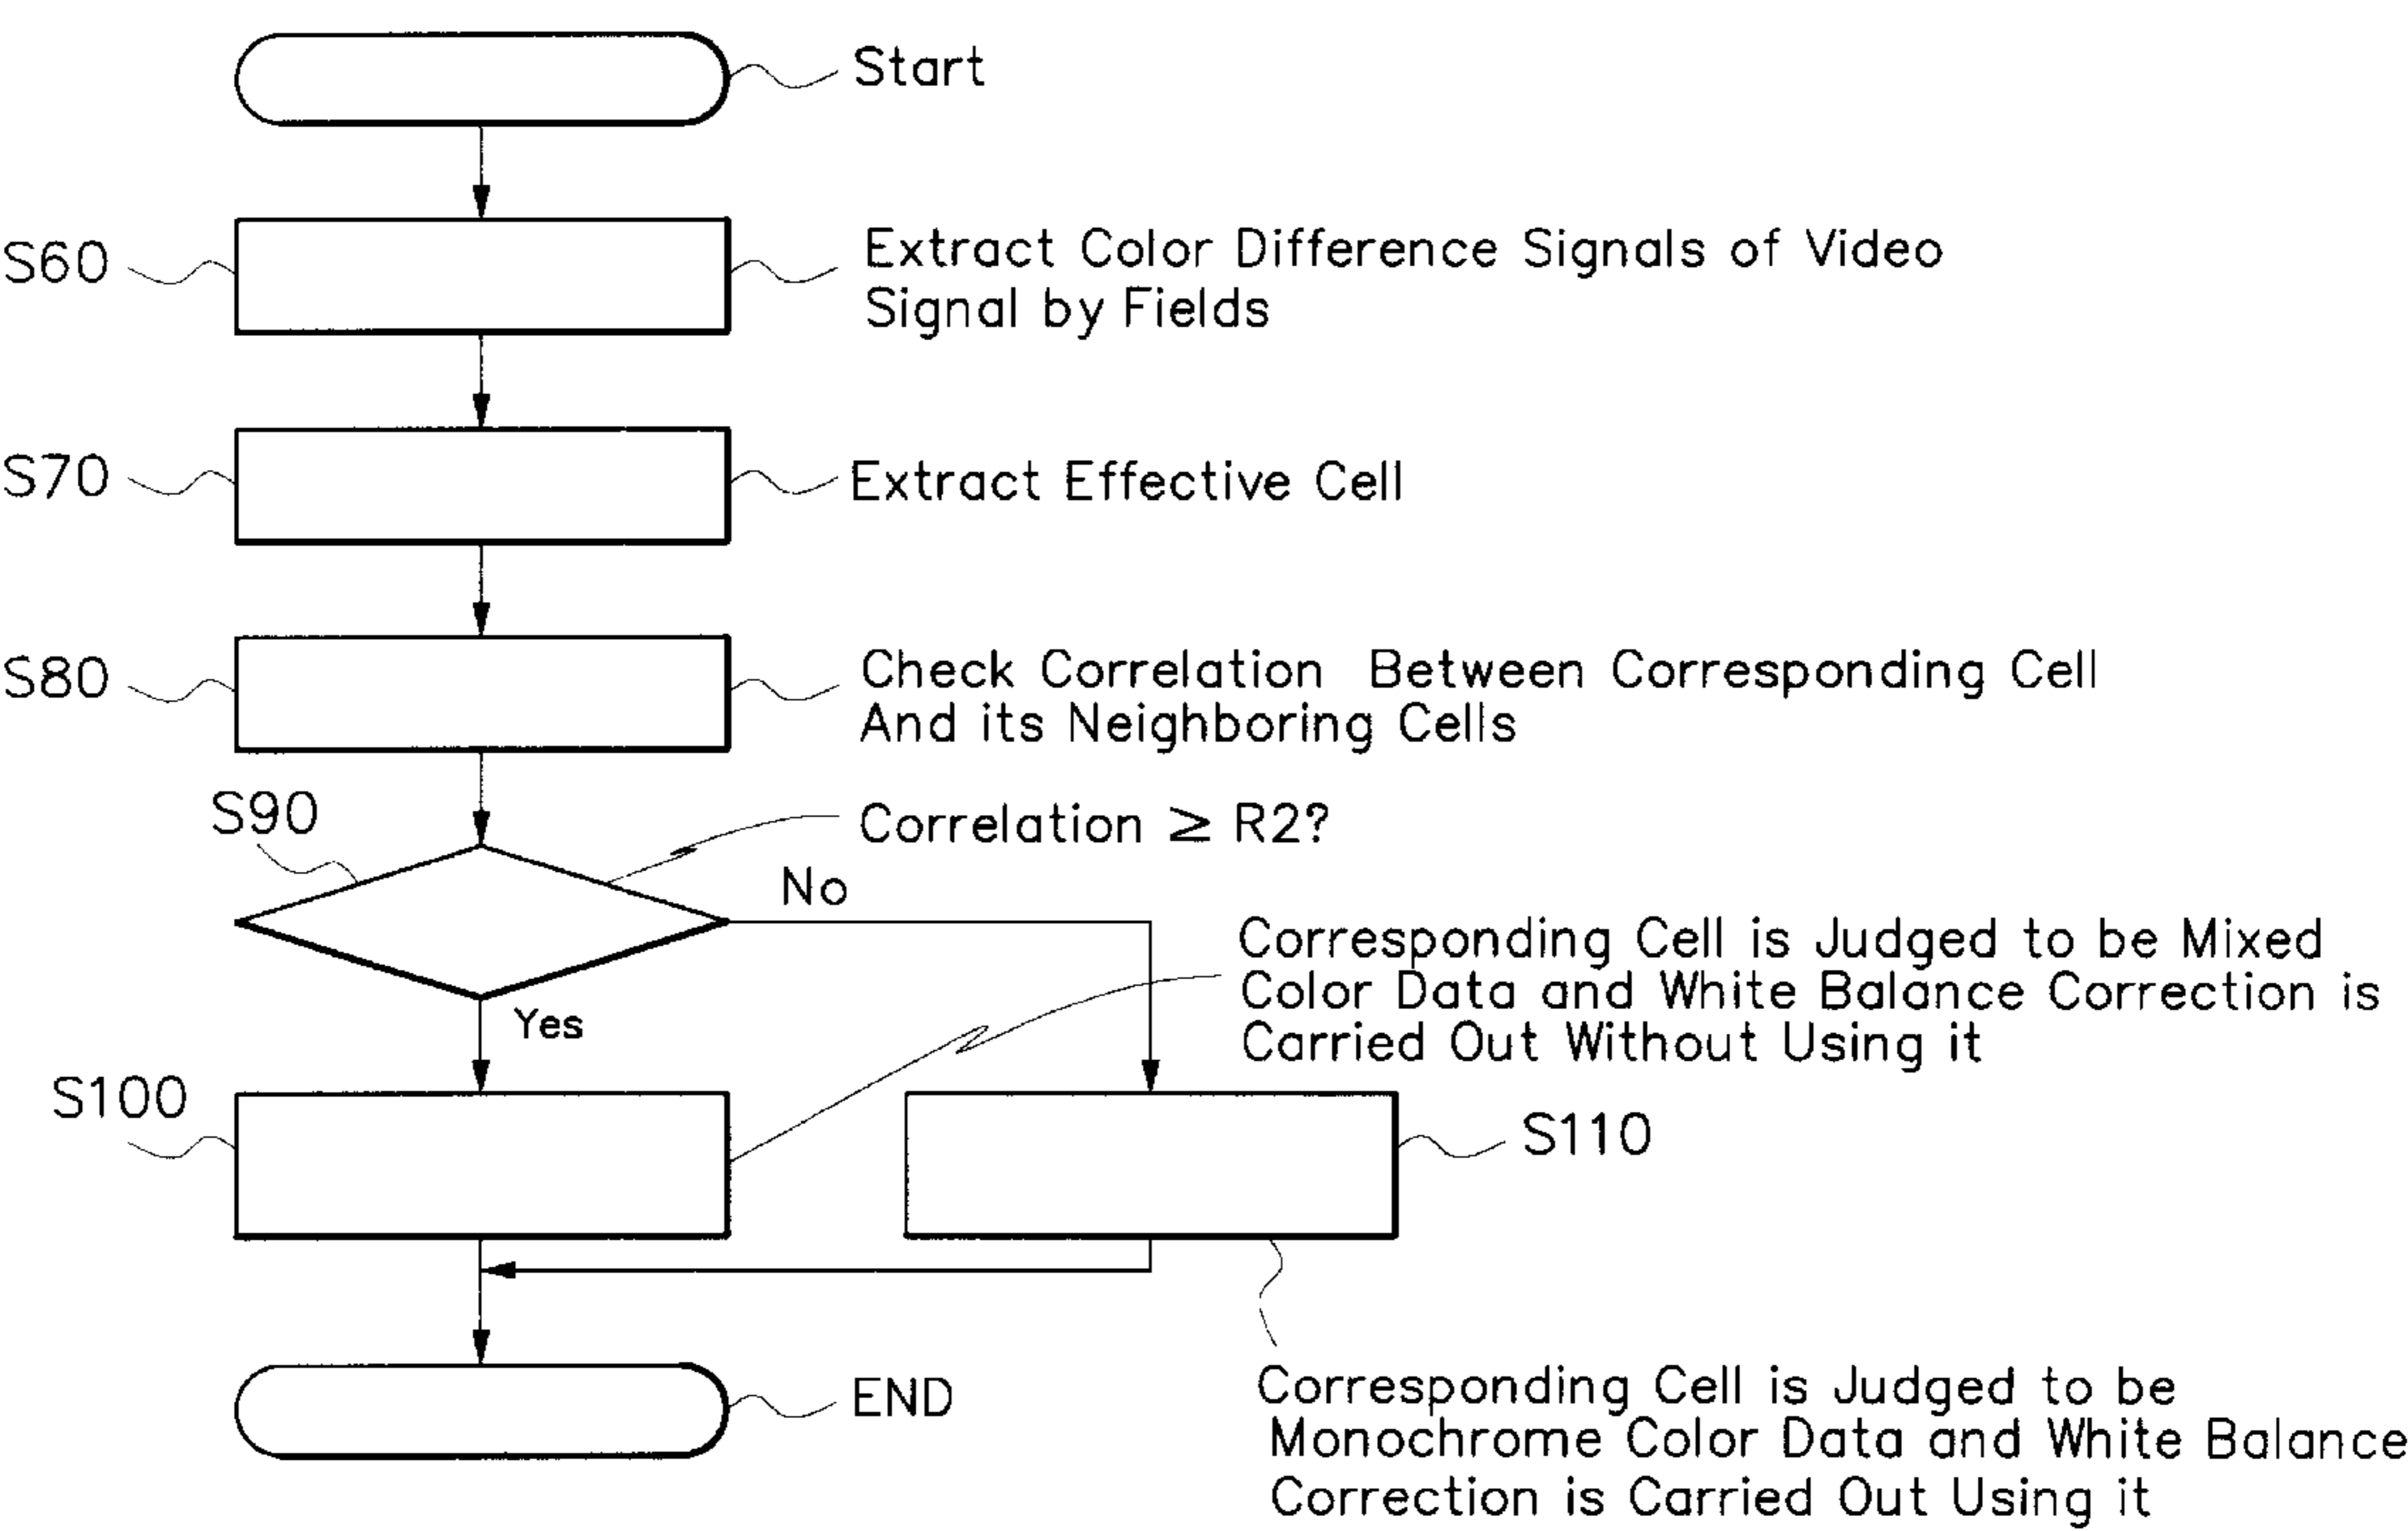 Start
S60
Extract Color Difference Signals of Video
Signal by Fields
S70
Extract Effective Cell
S80
Check Correlation Between Corresponding Cell
And its Neighboring Cells
S90
Correlation ≥ R2?
No
Yes
Corresponding Cell is Judged to be Mixed
Color Data and White Balance Correction is
Carried Out Without Using it
S100
S110
END
Corresponding Cell is Judged to be
Monochrome Color Data and White Balance
Correction is Carried Out Using it